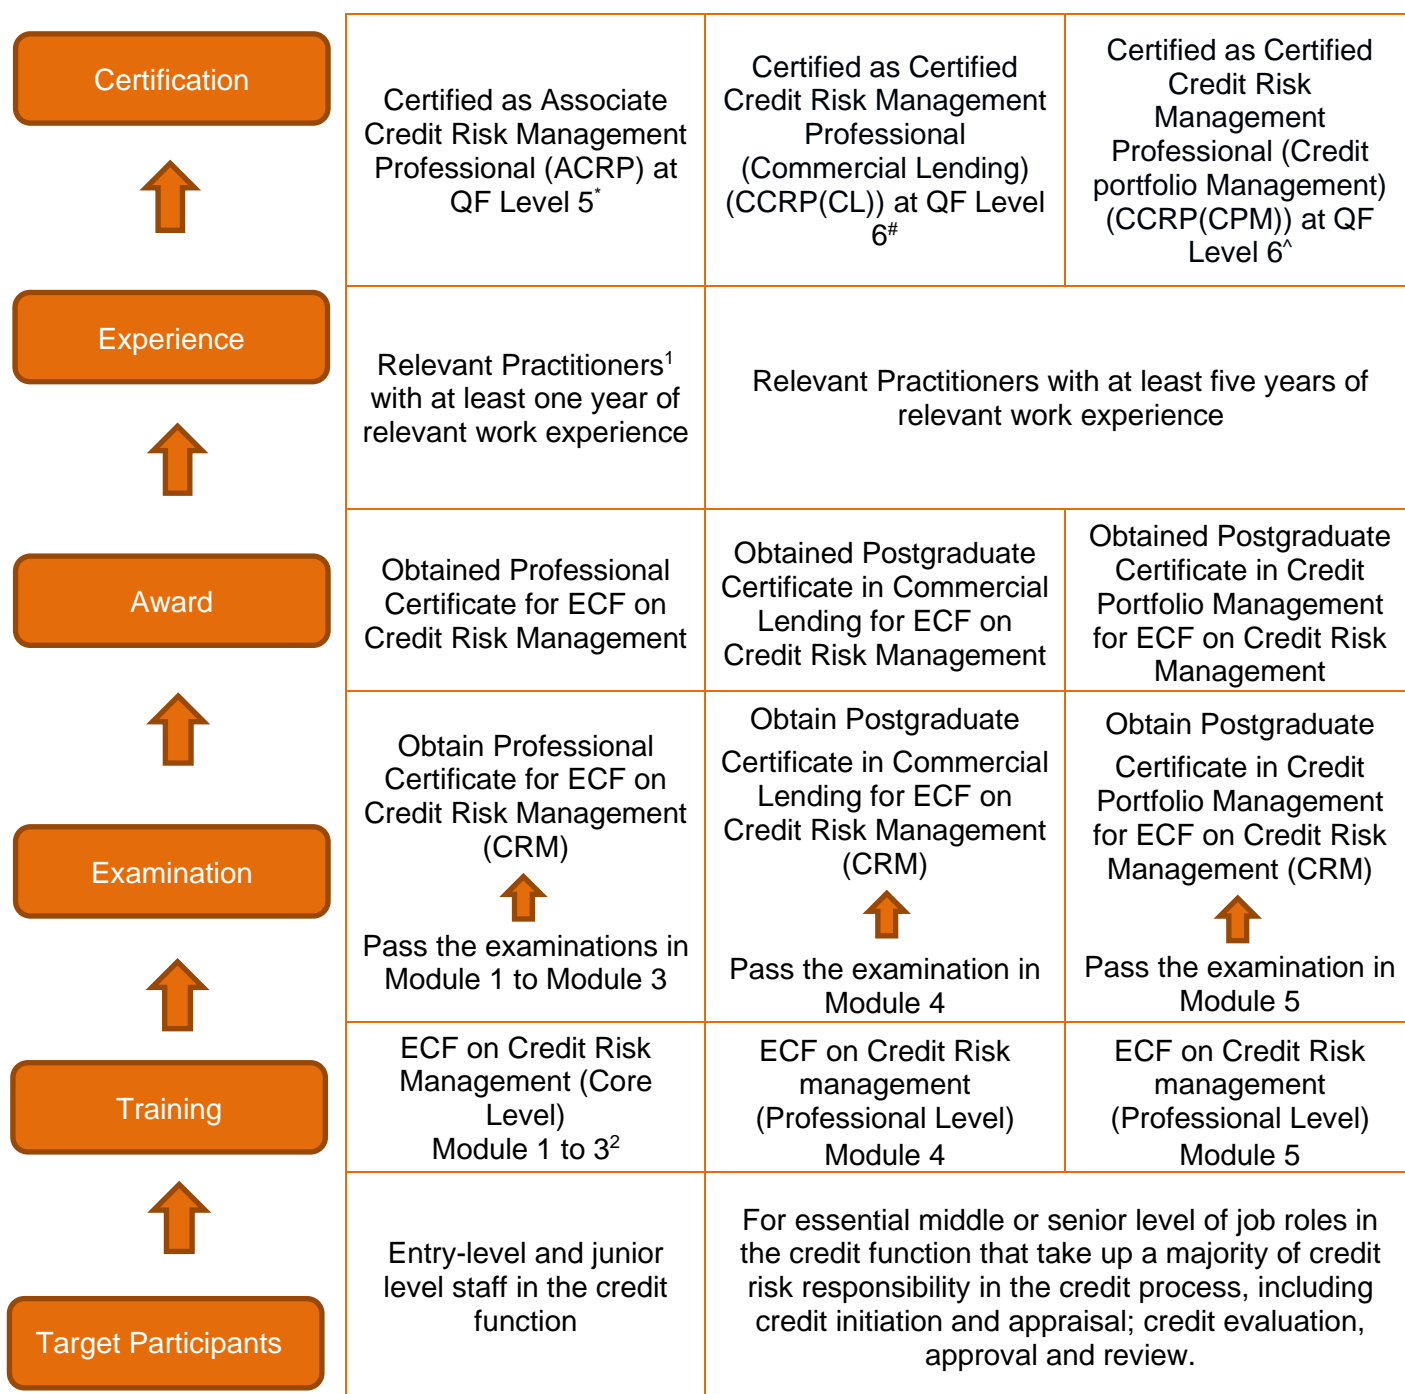 Certification
Certified as Associate
Credit Risk Management
Professional (ACRP) at
QF Level 5*
Certified as Certified
Credit Risk Management
Professional
(Commercial Lending)
(CCRP(CL)) at QF Level
6#
Certified as Certified
Credit Risk
Management
Professional (Credit
portfolio Management)
(CCRP(CPM)) at QF
Level 6^
Experience
Relevant Practitioners1
with at least one year of
relevant work experience
Relevant Practitioners with at least five years of
relevant work experience
Award
Obtained Professional
Certificate for ECF on
Credit Risk Management
Obtained Postgraduate
Certificate in Commercial
Lending for ECF on
Credit Risk Management
Obtained Postgraduate
Certificate in Credit
Portfolio Management
for ECF on Credit Risk
Management
Examination
Obtain Professional
Certificate for ECF on
Credit Risk Management
(CRM)
Pass the examinations in
Module 1 to Module 3
Obtain Postgraduate
Certificate in Commercial
Lending for ECF on
Credit Risk Management
(CRM)
Pass the examination in
Module 4
Obtain Postgraduate
Certificate in Credit
Portfolio Management
for ECF on Credit Risk
Management (CRM)
Pass the examination in
Module 5
Training
ECF on Credit Risk
Management (Core
Level)
Module 1 to 32
ECF on Credit Risk
management
(Professional Level)
Module 4
ECF on Credit Risk
management
(Professional Level)
Module 5
Target Participants
Entry-level and junior
level staff in the credit
function
For essential middle or senior level of job roles in
the credit function that take up a majority of credit
risk responsibility in the credit process, including
credit initiation and appraisal; credit evaluation,
approval and review.